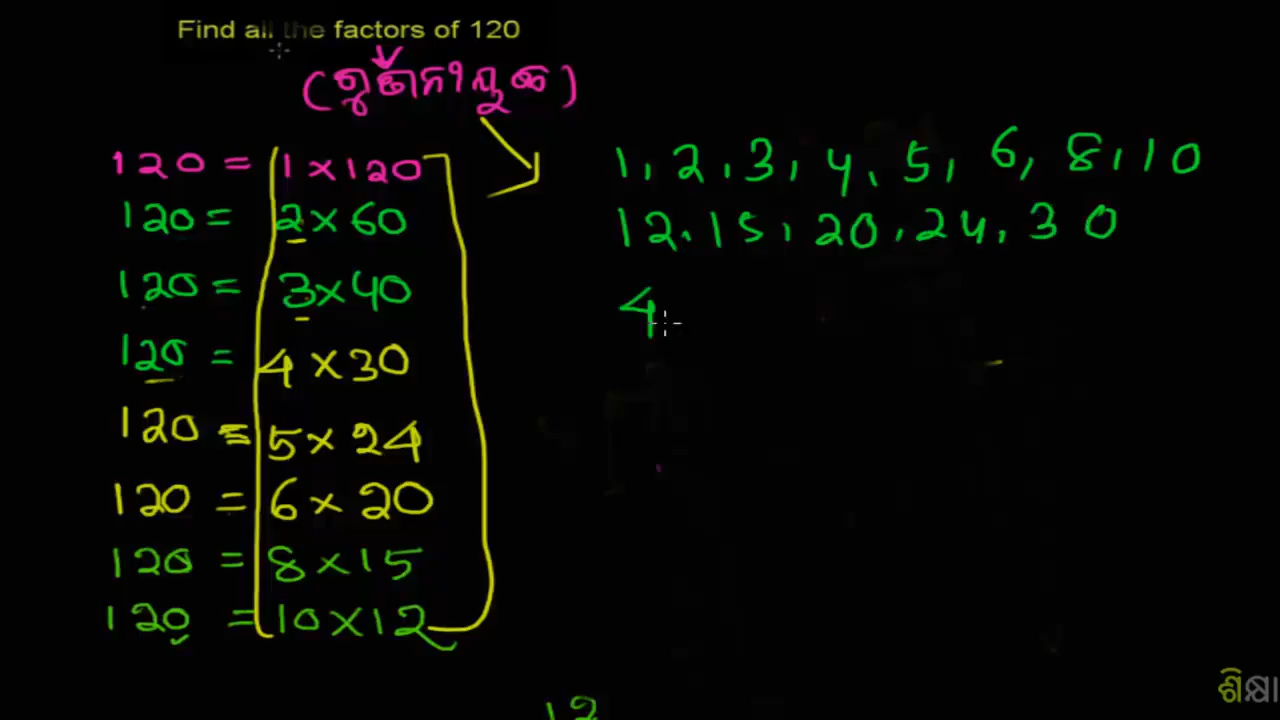 Find all the factors of 120
(ଗୁଣନୀୟକ)
120 = 1 × 120
120 = 2 × 60
120 = 3 × 40
120 = 4 × 30
120 = 5 × 24
120 = 6 × 20
120 = 8 × 15
120 = 10 × 12
1, 2, 3, 4, 5, 6, 8, 10
12, 15, 20, 24, 30
4
12
ଶିକ୍ଷା